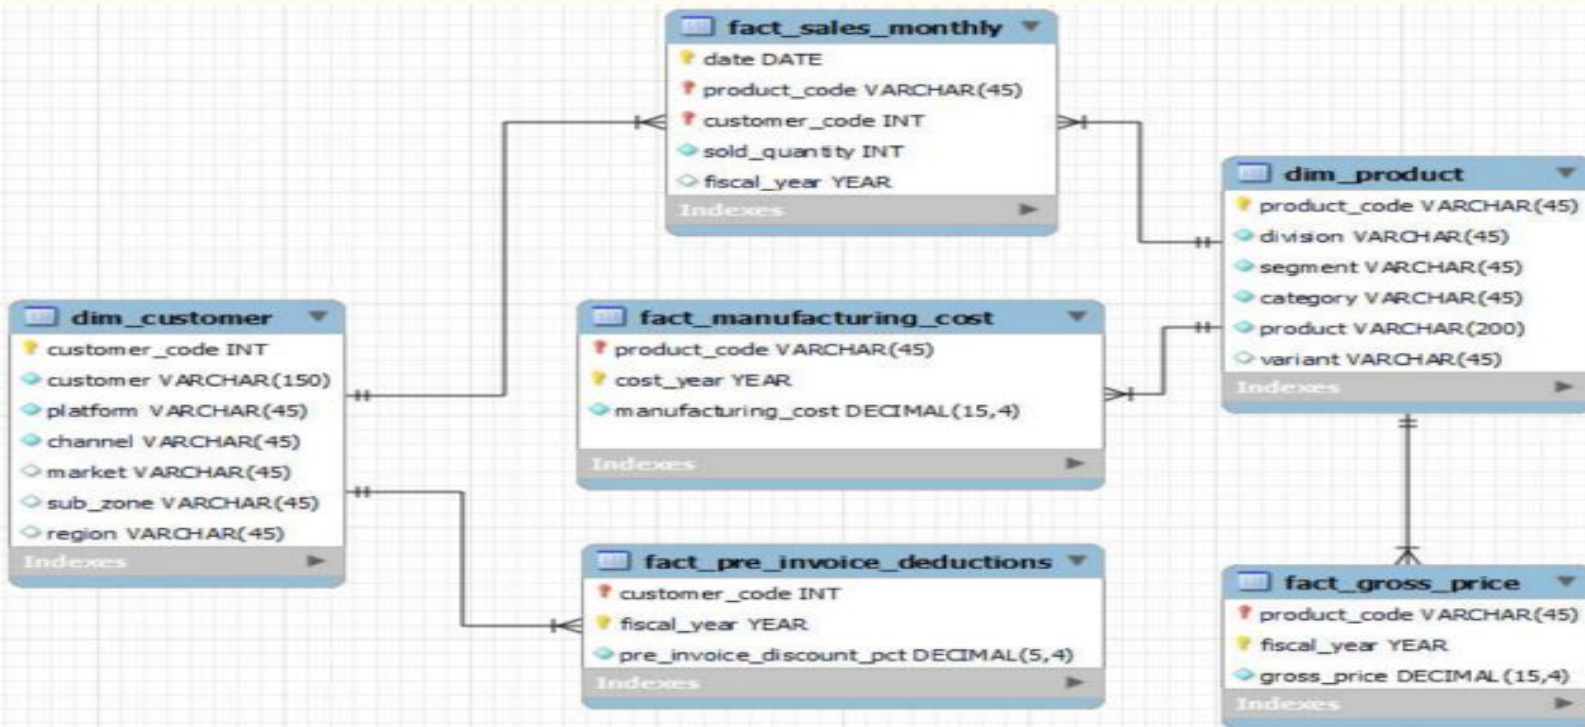 fact_sales_monthly
date DATE
product_code VARCHAR(45)
customer_code INT
sold_quantity INT
fiscal_year YEAR
Indexes
dim_product
product_code VARCHAR(45)
division VARCHAR(45)
segment VARCHAR(45)
category VARCHAR(45)
product VARCHAR(200)
variant VARCHAR(45)
Indexes
dim_customer
customer_code INT
customer VARCHAR(150)
platform VARCHAR(45)
channel VARCHAR(45)
market VARCHAR(45)
sub_zone VARCHAR(45)
region VARCHAR(45)
Indexes
fact_manufacturing_cost
product_code VARCHAR(45)
cost_year YEAR
manufacturing_cost DECIMAL(15,4)
Indexes
fact_pre_invoice_deductions
customer_code INT
fiscal_year YEAR
pre_invoice_discount_pct DECIMAL(5,4)
Indexes
fact_gross_price
product_code VARCHAR(45)
fiscal_year YEAR
gross_price DECIMAL(15,4)
Indexes